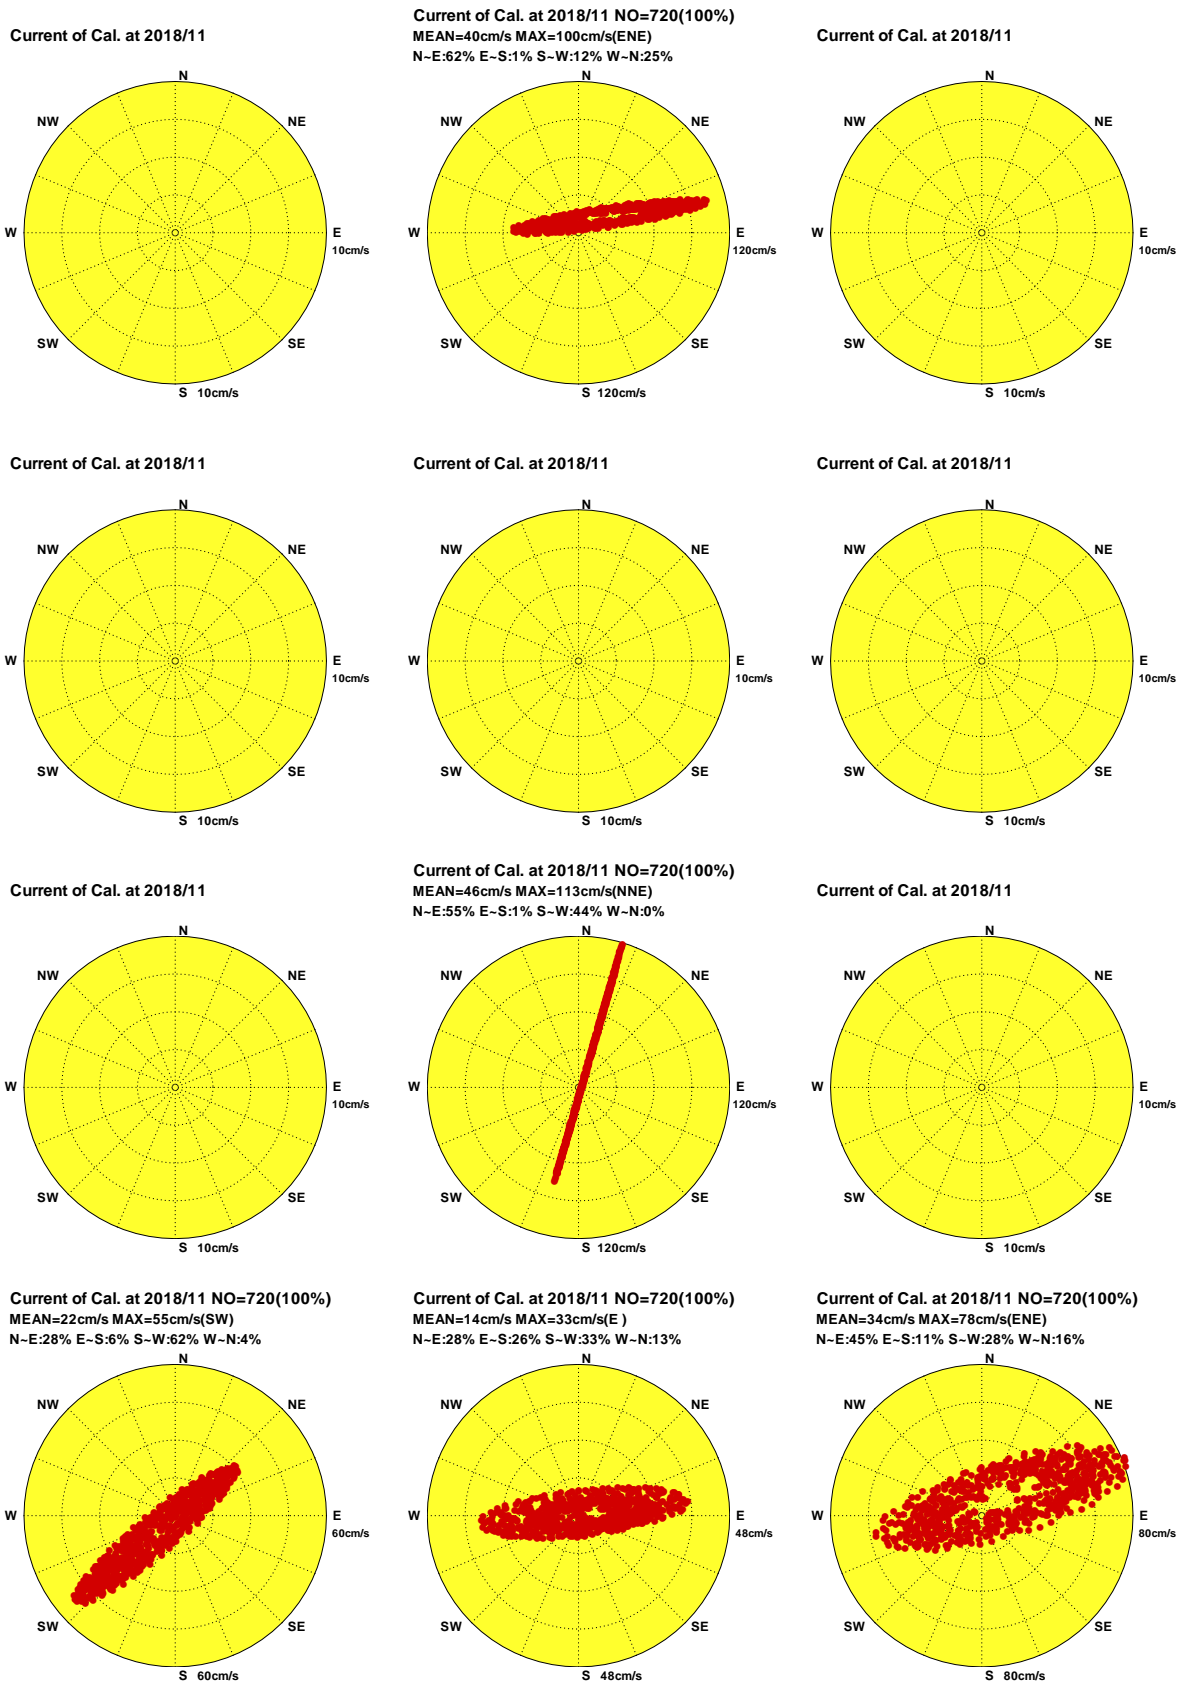 Current of Cal. at 2018/11
N
NW
NE
W
E
10cm/s
SW
SE
S 10cm/s
Current of Cal. at 2018/11 NO=720(100%)
MEAN=40cm/s MAX=100cm/s(ENE)
N~E:62% E~S:1% S~W:12% W~N:25%
N
NW
NE
W
E
120cm/s
SW
SE
S 120cm/s
Current of Cal. at 2018/11
N
NW
NE
W
E
10cm/s
SW
SE
S 10cm/s
Current of Cal. at 2018/11
N
NW
NE
W
E
10cm/s
SW
SE
S 10cm/s
Current of Cal. at 2018/11
N
NW
NE
W
E
10cm/s
SW
SE
S 10cm/s
Current of Cal. at 2018/11
N
NW
NE
W
E
10cm/s
SW
SE
S 10cm/s
Current of Cal. at 2018/11
N
NW
NE
W
E
10cm/s
SW
SE
S 10cm/s
Current of Cal. at 2018/11 NO=720(100%)
MEAN=46cm/s MAX=113cm/s(NNE)
N~E:55% E~S:1% S~W:44% W~N:0%
N
NW
NE
W
E
120cm/s
SW
SE
S 120cm/s
Current of Cal. at 2018/11
N
NW
NE
W
E
10cm/s
SW
SE
S 10cm/s
Current of Cal. at 2018/11 NO=720(100%)
MEAN=22cm/s MAX=55cm/s(SW)
N~E:28% E~S:6% S~W:62% W~N:4%
N
NW
NE
W
E
60cm/s
SW
SE
S 60cm/s
Current of Cal. at 2018/11 NO=720(100%)
MEAN=14cm/s MAX=33cm/s(E )
N~E:28% E~S:26% S~W:33% W~N:13%
N
NW
NE
W
E
48cm/s
SW
SE
S 48cm/s
Current of Cal. at 2018/11 NO=720(100%)
MEAN=34cm/s MAX=78cm/s(ENE)
N~E:45% E~S:11% S~W:28% W~N:16%
N
NW
NE
W
E
80cm/s
SW
SE
S 80cm/s